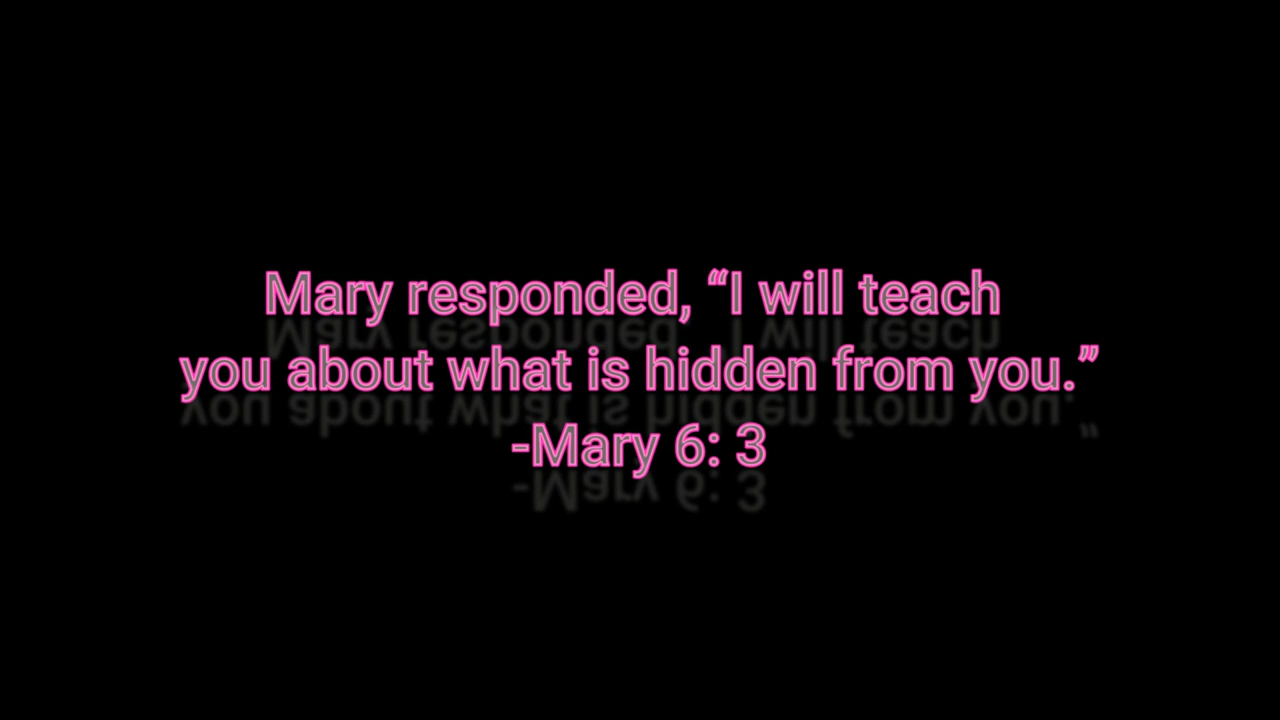 Mary responded, “I will teach
you about what is hidden from you.”
-Mary 6: 3